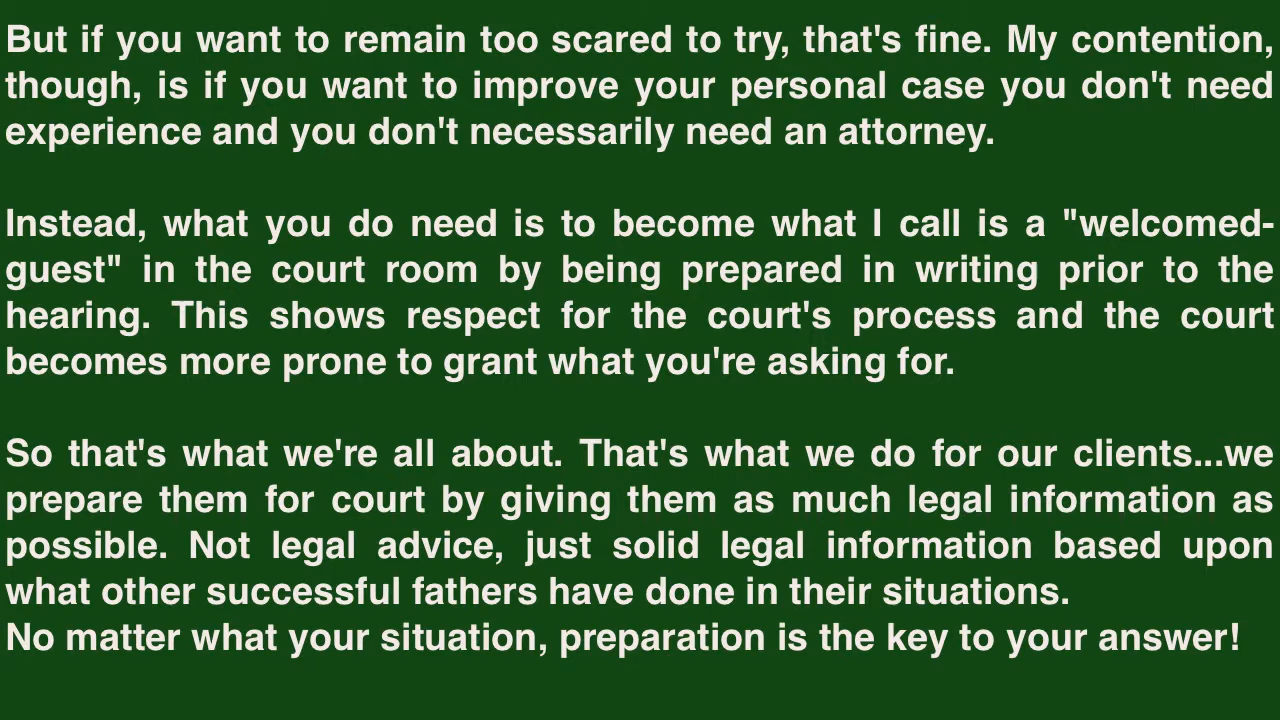 But if you want to remain too scared to try, that's fine. My contention,
though, is if you want to improve your personal case you don't need
experience and you don't necessarily need an attorney.
Instead, what you do need is to become what I call is a "welcomed-
guest" in the court room by being prepared in writing prior to the
hearing. This shows respect for the court's process and the court
becomes more prone to grant what you're asking for.
So that's what we're all about. That's what we do for our clients...we
prepare them for court by giving them as much legal information as
possible. Not legal advice, just solid legal information based upon
what other successful fathers have done in their situations.
No matter what your situation, preparation is the key to your answer!